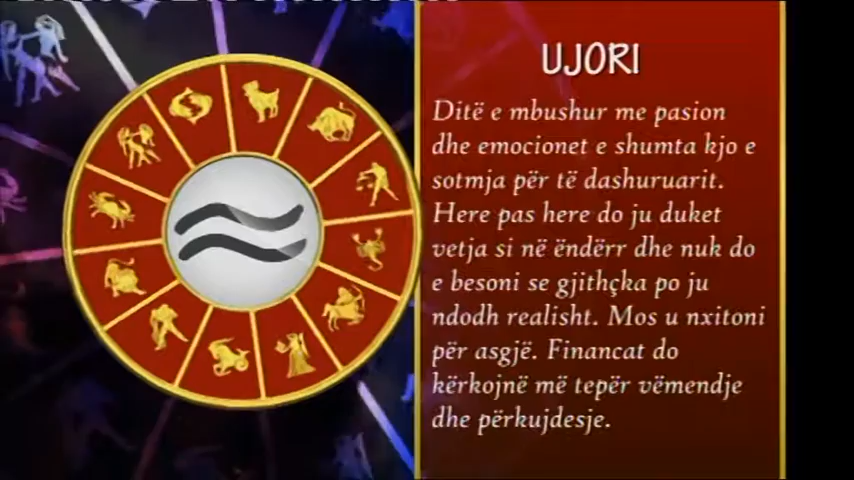 UJORI
Ditë e mbushur me pasion
dhe emocionet e shumta kjo e
sotmja për të dashuruarit.
Here pas here do ju duket
vetja si në ëndërr dhe nuk do
e besoni se gjithçka po ju
ndodh realisht. Mos u nxitoni
për asgjë. Financat do
kërkojnë më tepër vëmendje
dhe përkujdesje.